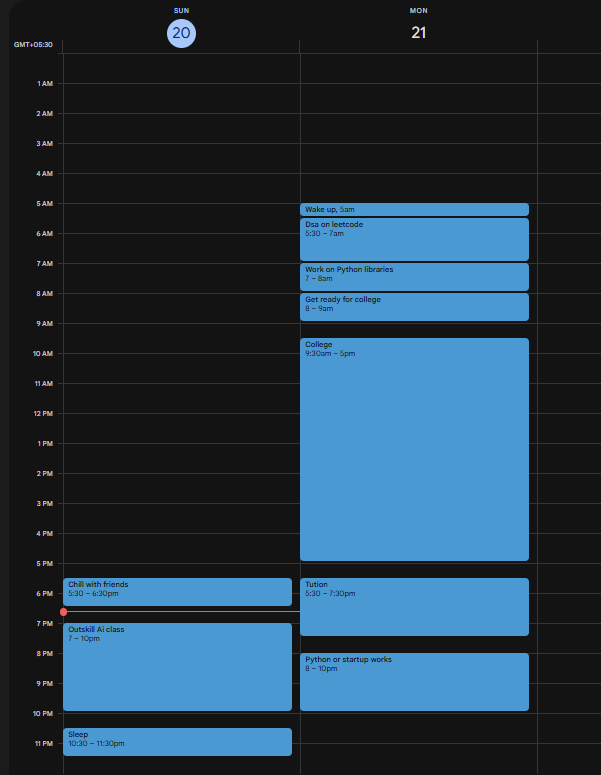 SUN
20
MON
21
GMT+05:30
1 AM
2 AM
3 AM
4 AM
5 AM
6 AM
7 AM
8 AM
9 AM
10 AM
11 AM
12 PM
1 PM
2 PM
3 PM
4 PM
5 PM
6 PM
7 PM
8 PM
9 PM
10 PM
11 PM
Chill with friends
5:30 – 6:30pm
Outskill Ai class
7 – 10pm
Sleep
10:30 – 11:30pm
Wake up, 5am
Dsa on leetcode
5:30 – 7am
Work on Python libraries
7 – 8am
Get ready for college
8 – 9am
College
9:30am – 5pm
Tution
5:30 – 7:30pm
Python or startup works
8 – 10pm